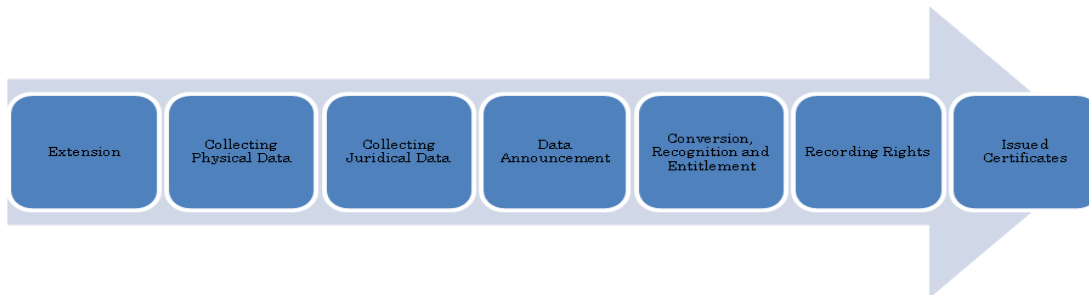 Extension
Collecting
Physical Data
Collecting
Juridical Data
Data
Announcement
Conversion,
Recognition and
Entitlement
Recording Rights
Issued
Certificates